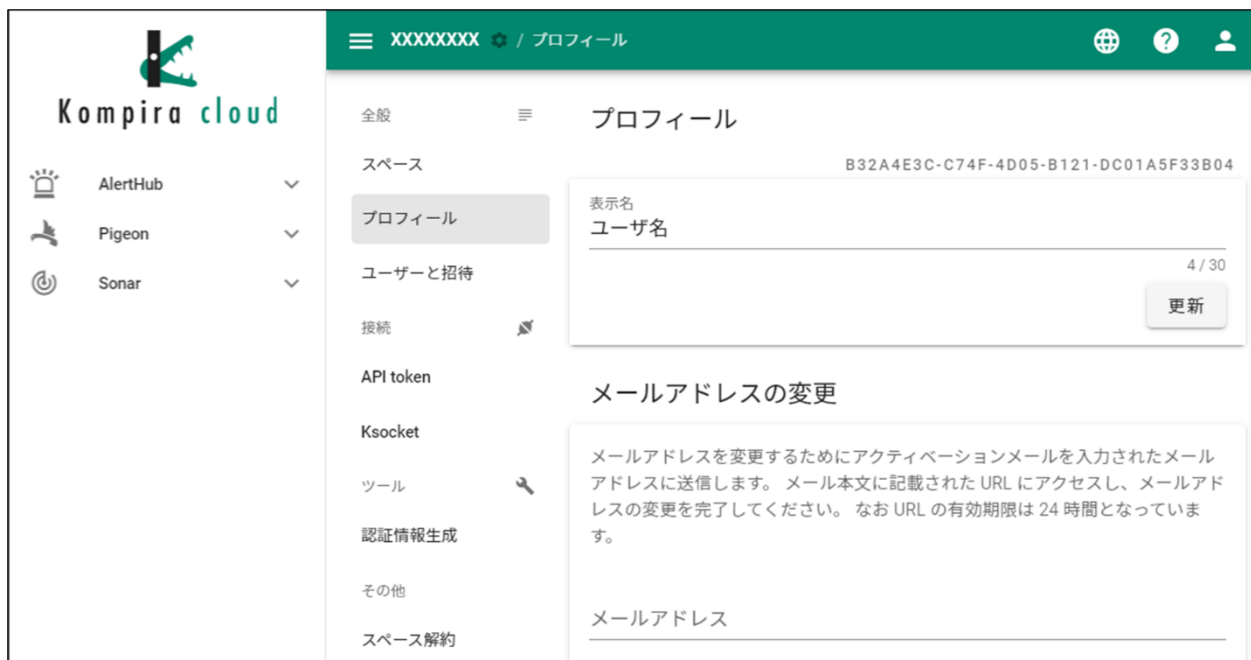 Kompira cloud
AlertHub
Pigeon
Sonar
XXXXXXXX / プロフィール
全般
スペース
プロフィール
ユーザーと招待
接続
API token
Ksocket
ツール
認証情報生成
その他
スペース解約
プロフィール
B32A4E3C-C74F-4D05-B121-DC01A5F33B04
表示名
ユーザ名
4 / 30
更新
メールアドレスの変更
メールアドレスを変更するためにアクティベーションメールを入力されたメール
アドレスに送信します。 メール本文に記載された URL にアクセスし、メールアド
レスの変更を完了してください。 なお URL の有効期限は 24 時間となっていま
す。
メールアドレス